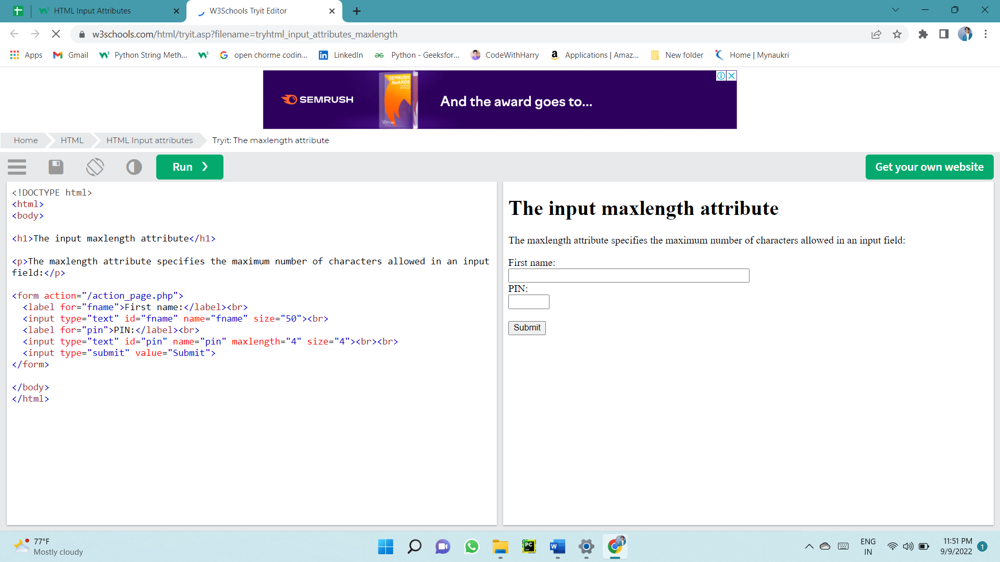 HTML Input Attributes
W3Schools Tryit Editor
w3schools.com/html/tryit.asp?filename=tryhtml_input_attributes_maxlength
Apps
Gmail
Python String Meth...
open chorme codin...
LinkedIn
Python - Geeksfor...
CodeWithHarry
Applications | Amaz...
New folder
Home | Mynaukri
SEMRUSH
SEMRUSH
AWARDS
2022
Winner
And the award goes to...
Home
HTML
HTML Input attributes
Tryit: The maxlength attribute
Run
Get your own website
<!DOCTYPE html>
<html>
<body>
<h1>The input maxlength attribute</h1>
<p>The maxlength attribute specifies the maximum number of characters allowed in an input
field:</p>
<form action="/action_page.php">
<label for="fname">First name:</label><br>
<input type="text" id="fname" name="fname" size="50"><br>
<label for="pin">PIN:</label><br>
<input type="text" id="pin" name="pin" maxlength="4" size="4"><br><br>
<input type="submit" value="Submit">
</form>
</body>
</html>
The input maxlength attribute
The maxlength attribute specifies the maximum number of characters allowed in an input field:
First name:
PIN:
Submit
77°F
Mostly cloudy
PC
W
ENG
IN
11:51 PM
9/9/2022
1